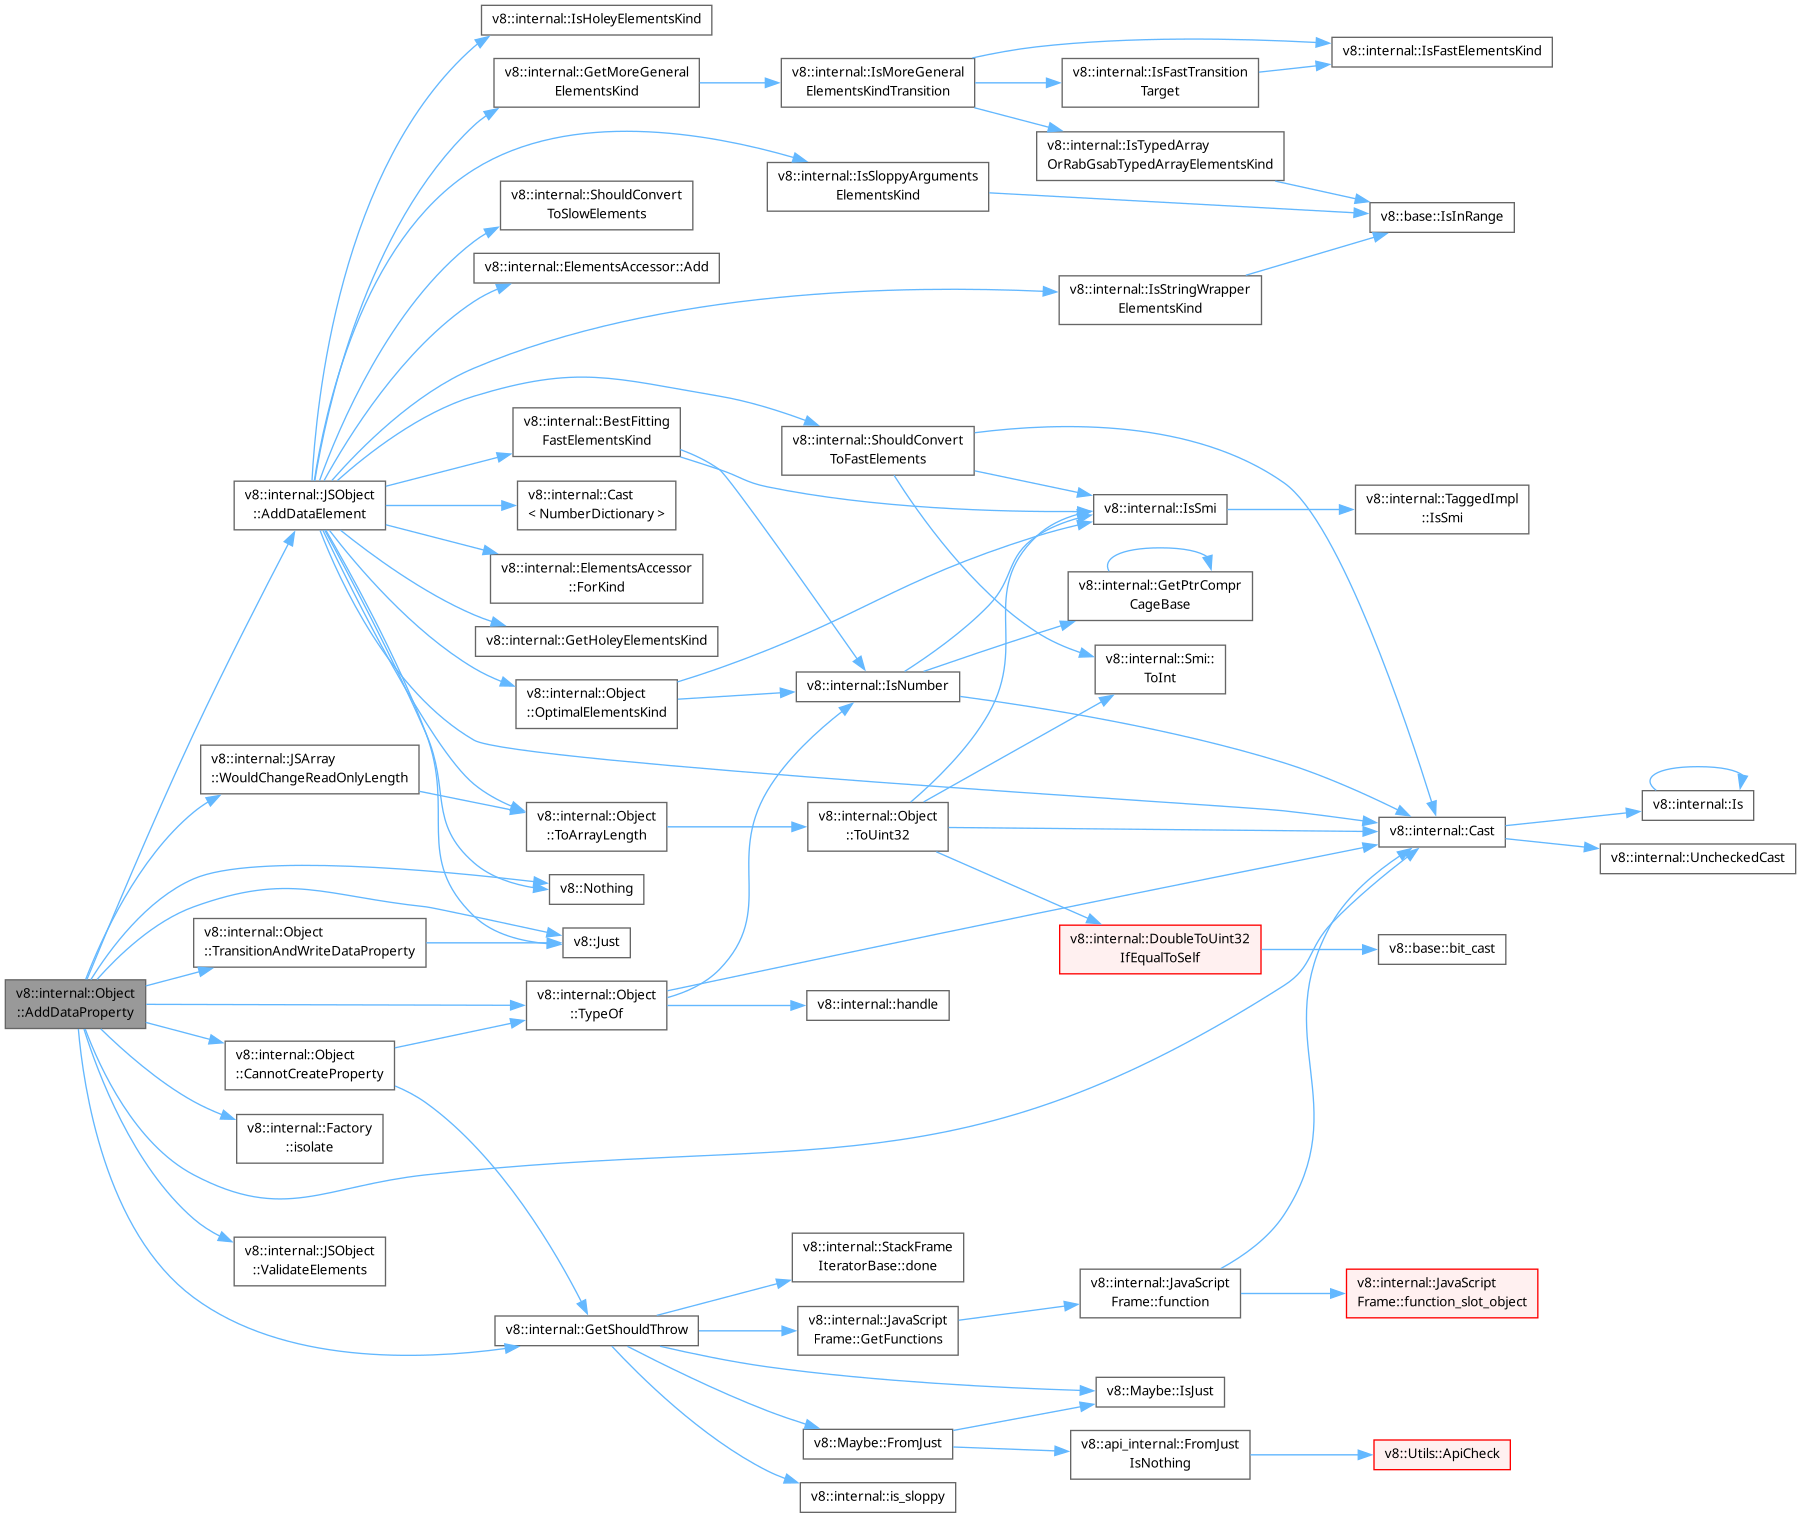 v8::internal::IsHoleyElementsKind
v8::internal::GetMoreGeneral
ElementsKind
v8::internal::IsMoreGeneral
ElementsKindTransition
v8::internal::IsFastElementsKind
v8::internal::IsFastTransition
Target
v8::internal::IsTypedArray
OrRabGsabTypedArrayElementsKind
v8::internal::IsSloppyArguments
ElementsKind
v8::internal::ShouldConvert
ToSlowElements
v8::base::IsInRange
v8::internal::ElementsAccessor::Add
v8::internal::IsStringWrapper
ElementsKind
v8::internal::BestFitting
FastElementsKind
v8::internal::ShouldConvert
ToFastElements
v8::internal::JSObject
::AddDataElement
v8::internal::Cast
< NumberDictionary >
v8::internal::IsSmi
v8::internal::TaggedImpl
::IsSmi
v8::internal::ElementsAccessor
::ForKind
v8::internal::GetPtrCompr
CageBase
v8::internal::GetHoleyElementsKind
v8::internal::Smi::
ToInt
v8::internal::Object
::OptimalElementsKind
v8::internal::IsNumber
v8::internal::JSArray
::WouldChangeReadOnlyLength
v8::internal::Object
::ToArrayLength
v8::internal::Object
::ToUint32
v8::internal::Cast
v8::internal::Is
v8::internal::UncheckedCast
v8::Nothing
v8::internal::Object
::TransitionAndWriteDataProperty
v8::Just
v8::internal::DoubleToUint32
IfEqualToSelf
v8::base::bit_cast
v8::internal::Object
::AddDataProperty
v8::internal::Object
::TypeOf
v8::internal::handle
v8::internal::Object
::CannotCreateProperty
v8::internal::Factory
::isolate
v8::internal::JSObject
::ValidateElements
v8::internal::StackFrame
IteratorBase::done
v8::internal::JavaScript
Frame::function
v8::internal::JavaScript
Frame::function_slot_object
v8::internal::GetShouldThrow
v8::internal::JavaScript
Frame::GetFunctions
v8::Maybe::IsJust
v8::Maybe::FromJust
v8::api_internal::FromJust
IsNothing
v8::Utils::ApiCheck
v8::internal::is_sloppy